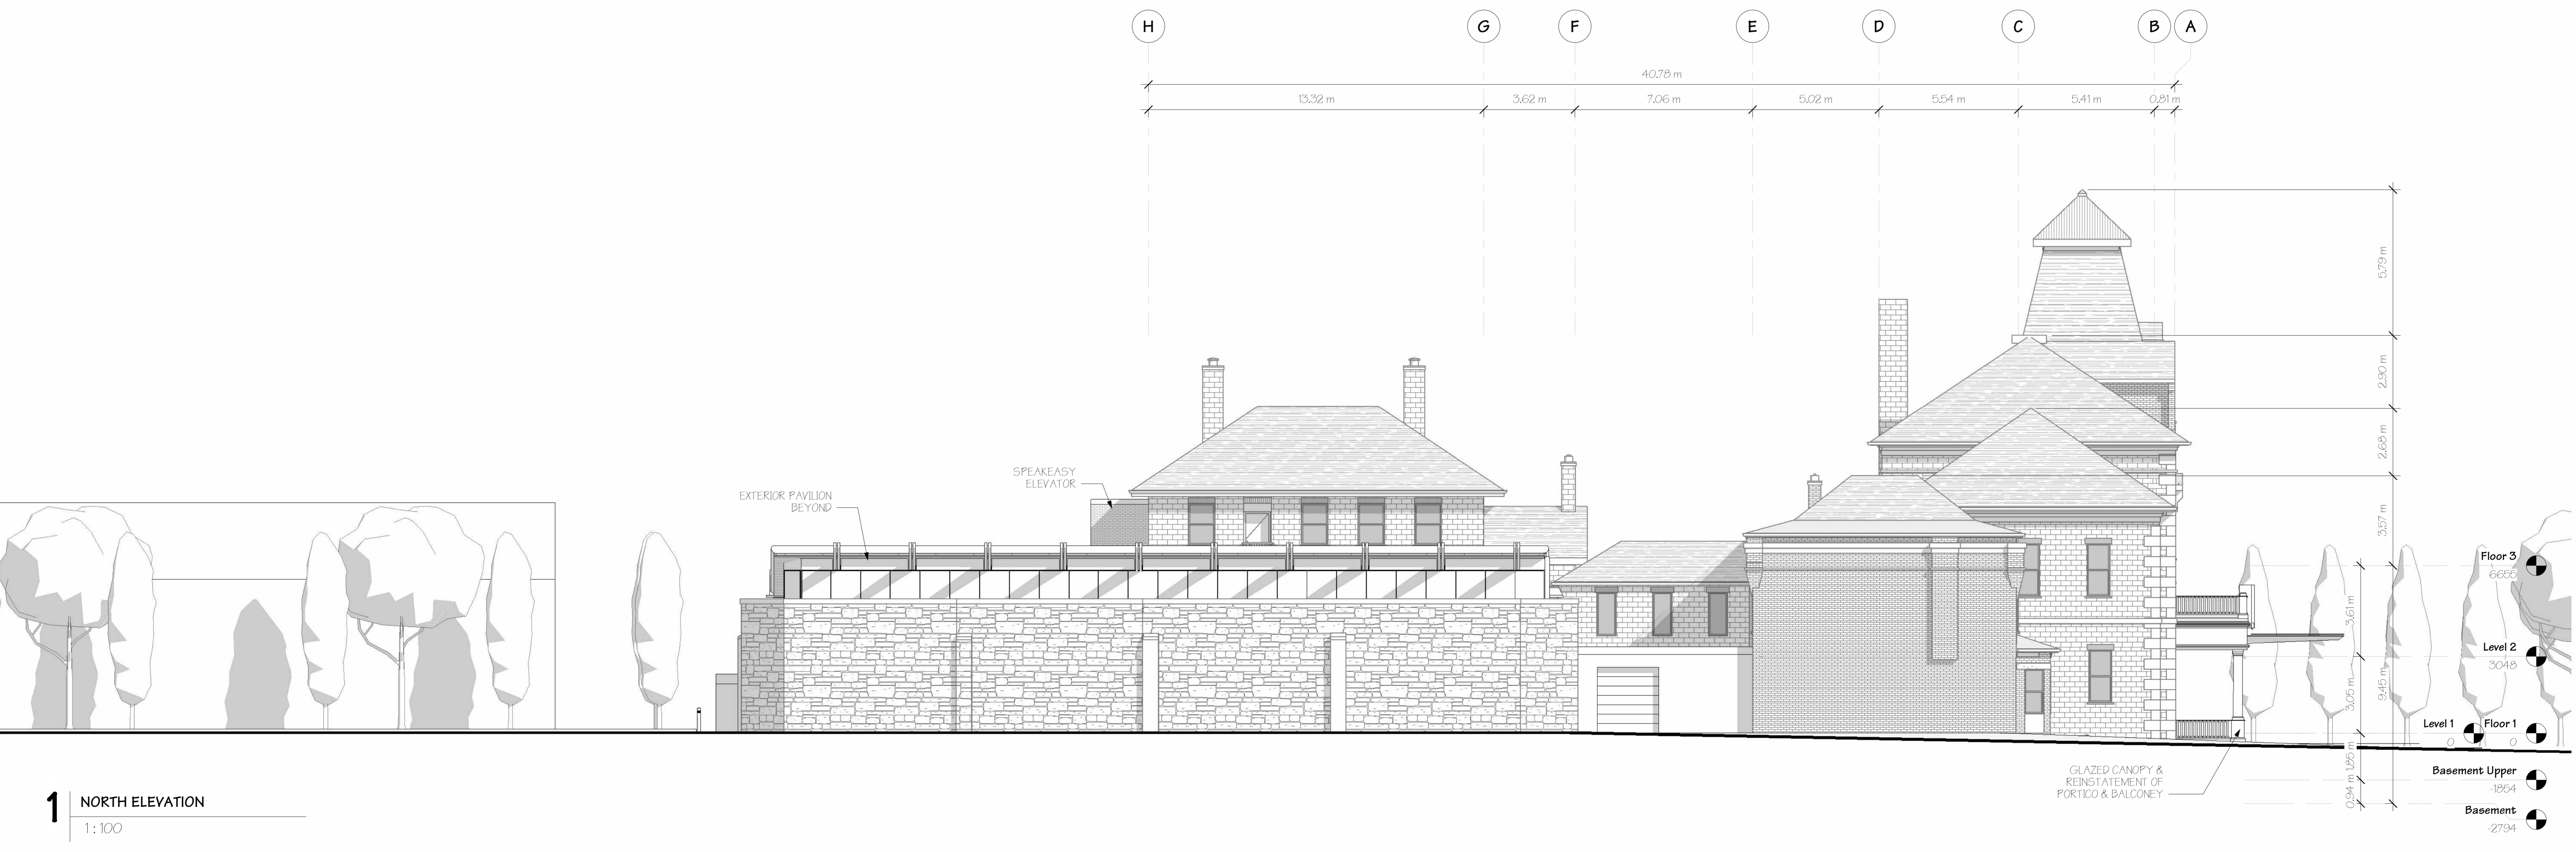 H G F E D C B A
40.78 m
13.32 m 3.62 m 7.06 m 5.02 m 5.54 m 5.41 m 0.81 m
5.79 m
2.90 m
2.68 m
3.57 m
SPEAKEASY
ELEVATOR
EXTERIOR PAVILION
BEYOND
Floor 3
6655
3.61 m
Level 2
3048
9.45 m
3.05 m
Level 1 Floor 1
0 0
1.85 m
0.94 m
Basement Upper
-1854
Basement
-2794
GLAZED CANOPY &
REINSTATEMENT OF
PORTICO & BALCONEY
1 NORTH ELEVATION
1 : 100